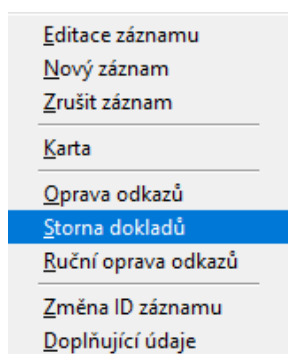 Editace záznamu
Nový záznam
Zrušit záznam
Karta
Oprava odkazů
Storna dokladů
Ruční oprava odkazů
Změna ID záznamu
Doplňující údaje